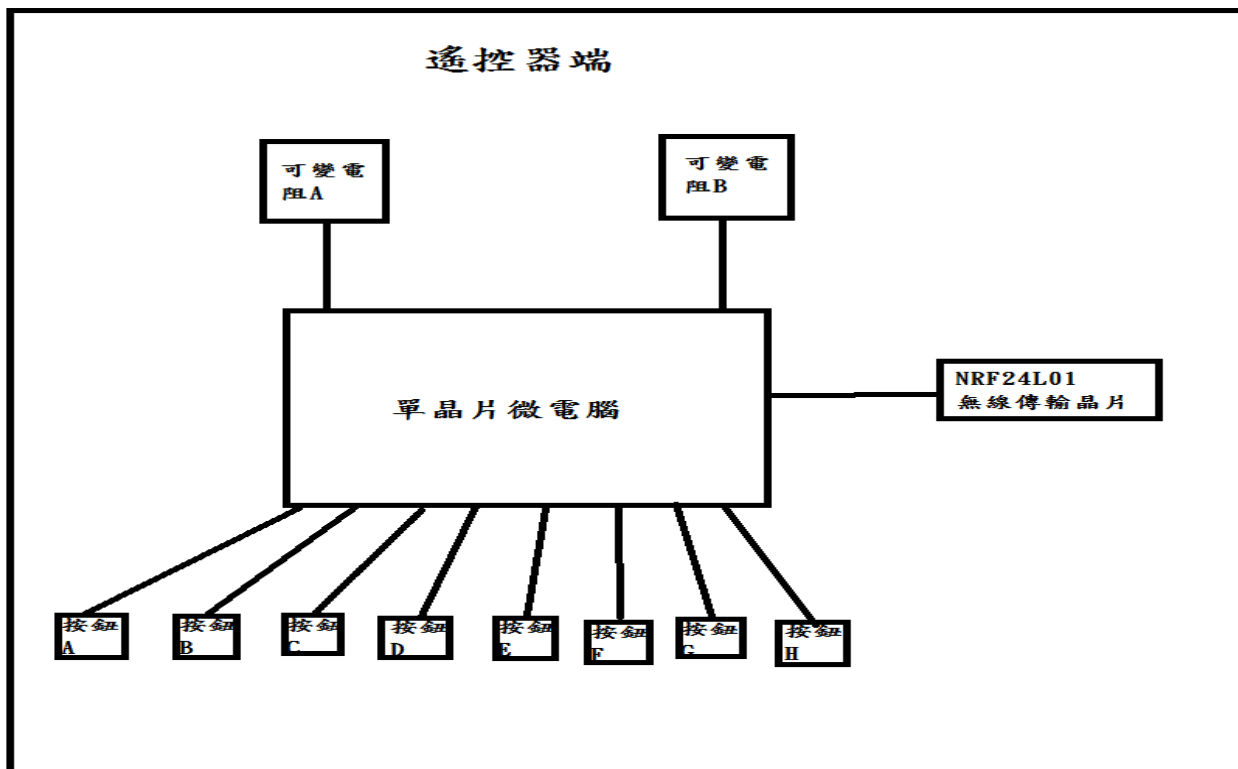 遙控器端
可變電
阻A
可變電
阻B
單晶片微電腦
NRF24L01
無線傳輸晶片
按鈕
A
按鈕
B
按鈕
C
按鈕
D
按鈕
E
按鈕
F
按鈕
G
按鈕
H